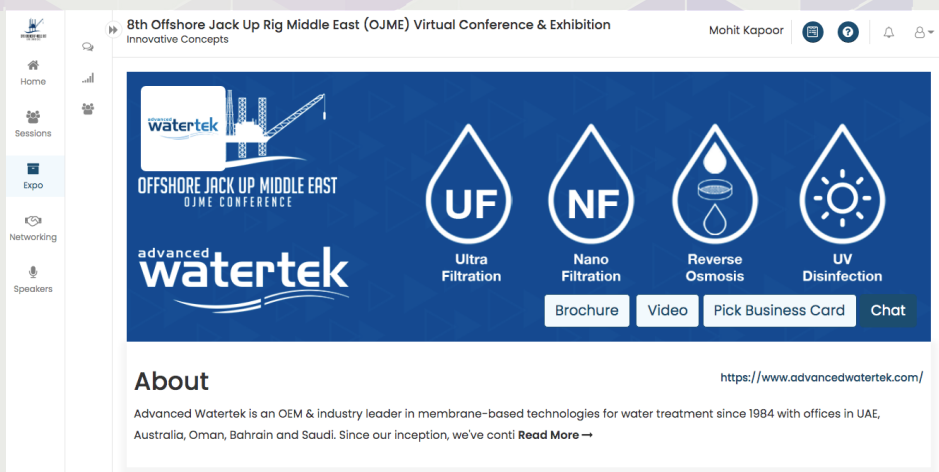 8th Offshore Jack Up Rig Middle East (OJME) Virtual Conference & Exhibition
Innovative Concepts
Mohit Kapoor
Home
Sessions
Expo
Networking
Speakers
advanced
watertek
OFFSHORE JACK UP MIDDLE EAST
OJME CONFERENCE
advanced
watertek
UF
Ultra
Filtration
NF
Nano
Filtration
Reverse
Osmosis
UV
Disinfection
Brochure
Video
Pick Business Card
Chat
About
https://www.advancedwatertek.com/
Advanced Watertek is an OEM & industry leader in membrane-based technologies for water treatment since 1984 with offices in UAE,
Australia, Oman, Bahrain and Saudi. Since our inception, we've conti Read More →